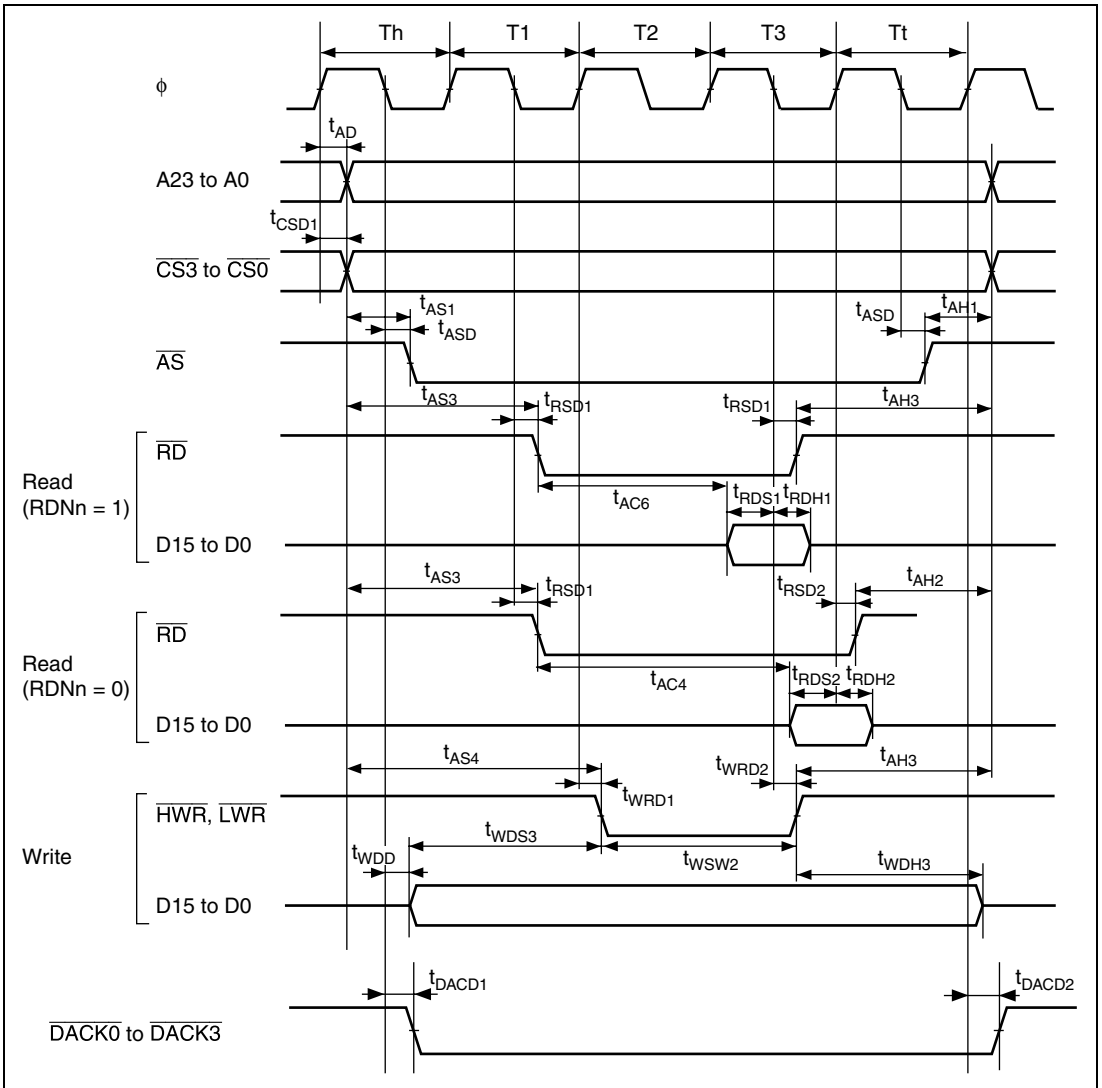 Th T1 T2 T3 Tt
ϕ
tAD
A23 to A0
tCSD1
CS3 to CS0
tAS1
tASD
tASD
tAH1
AS
tAS3
tRSD1
tRSD1
tAH3
RD
Read
(RDNn = 1)
tAC6
tRDS1
tRDH1
D15 to D0
tAS3
tRSD1
tRSD2
tAH2
RD
Read
(RDNn = 0)
tAC4
tRDS2
tRDH2
D15 to D0
tAS4
tWRD1
tWRD2
tAH3
HWR, LWR
Write
tWDD
tWDS3
tWSW2
tWDH3
D15 to D0
tDACD1
tDACD2
DACK0 to DACK3